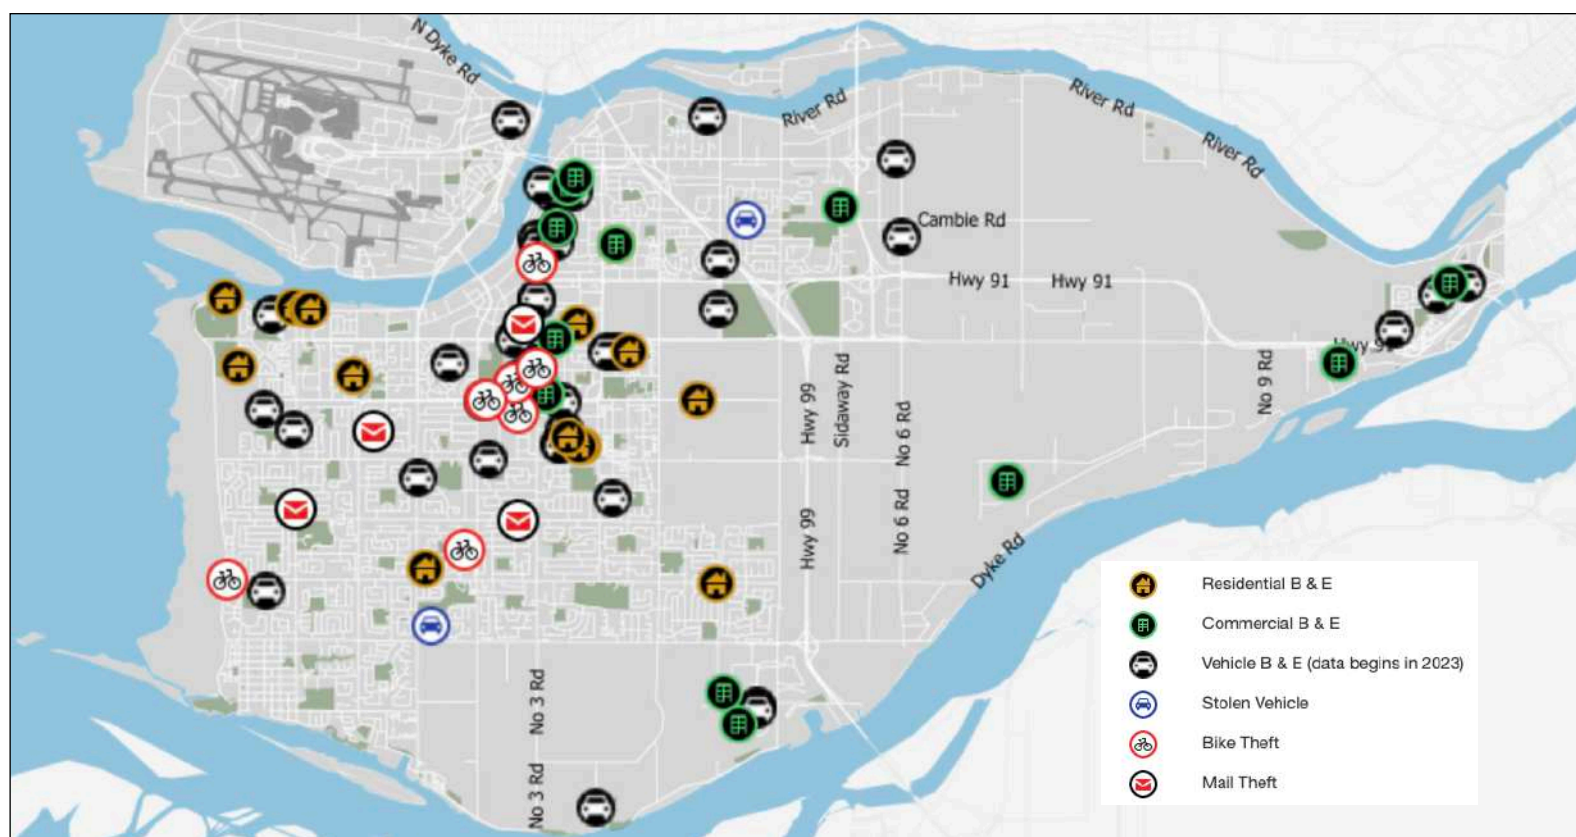 N Dyke Rd
River Rd
River Rd
River Rd
Cambie Rd
Hwy 91
Hwy 91
Hwy 91
Hwy 99
Sidaway Rd
No 6 Rd
No 9 Rd
Hwy 99
No 6 Rd
Dyke Rd
No 3 Rd
No 3 Rd
Residential B & E
Commercial B & E
Vehicle B & E (data begins in 2023)
Stolen Vehicle
Bike Theft
Mail Theft